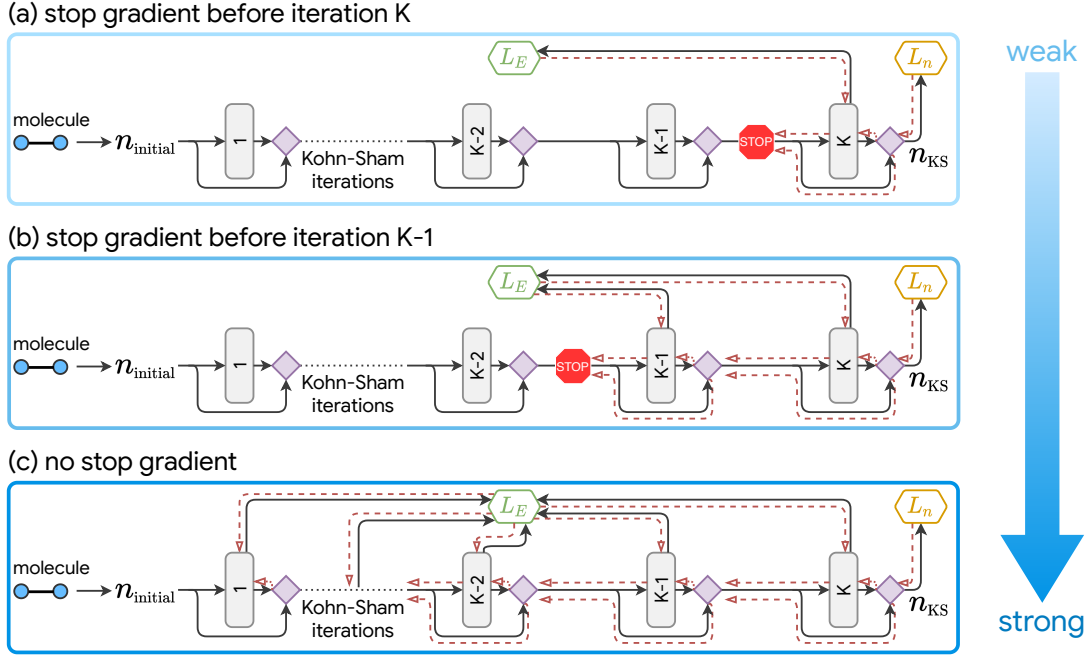 (a) stop gradient before iteration K
weak
L_E
L_n
molecule
n_initial
1
Kohn-Sham
iterations
K-2
K-1
STOP
K
n_KS
(b) stop gradient before iteration K-1
L_E
L_n
molecule
n_initial
1
Kohn-Sham
iterations
K-2
STOP
K-1
K
n_KS
(c) no stop gradient
L_E
L_n
molecule
n_initial
1
Kohn-Sham
iterations
K-2
K-1
K
n_KS
strong